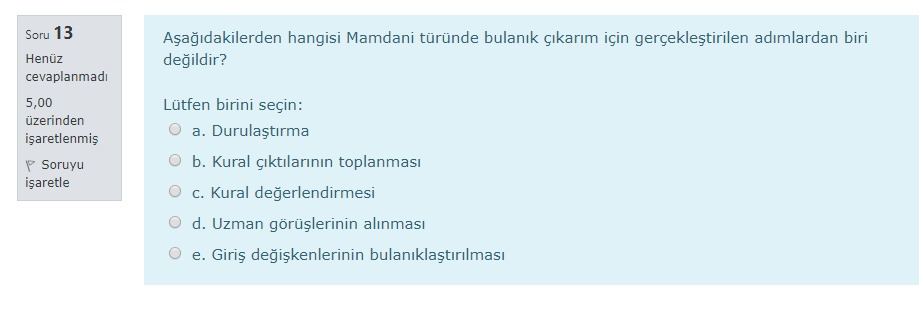 Soru 13
Henüz
cevaplanmadı
5,00
üzerinden
işaretlenmiş
Soruyu
işaretle
Aşağıdakilerden hangisi Mamdani türünde bulanık çıkarım için gerçekleştirilen adımlardan biri
değildir?
Lütfen birini seçin:
a. Durulaştırma
b. Kural çıktılarının toplanması
c. Kural değerlendirmesi
d. Uzman görüşlerinin alınması
e. Giriş değişkenlerinin bulanıklaştırılması